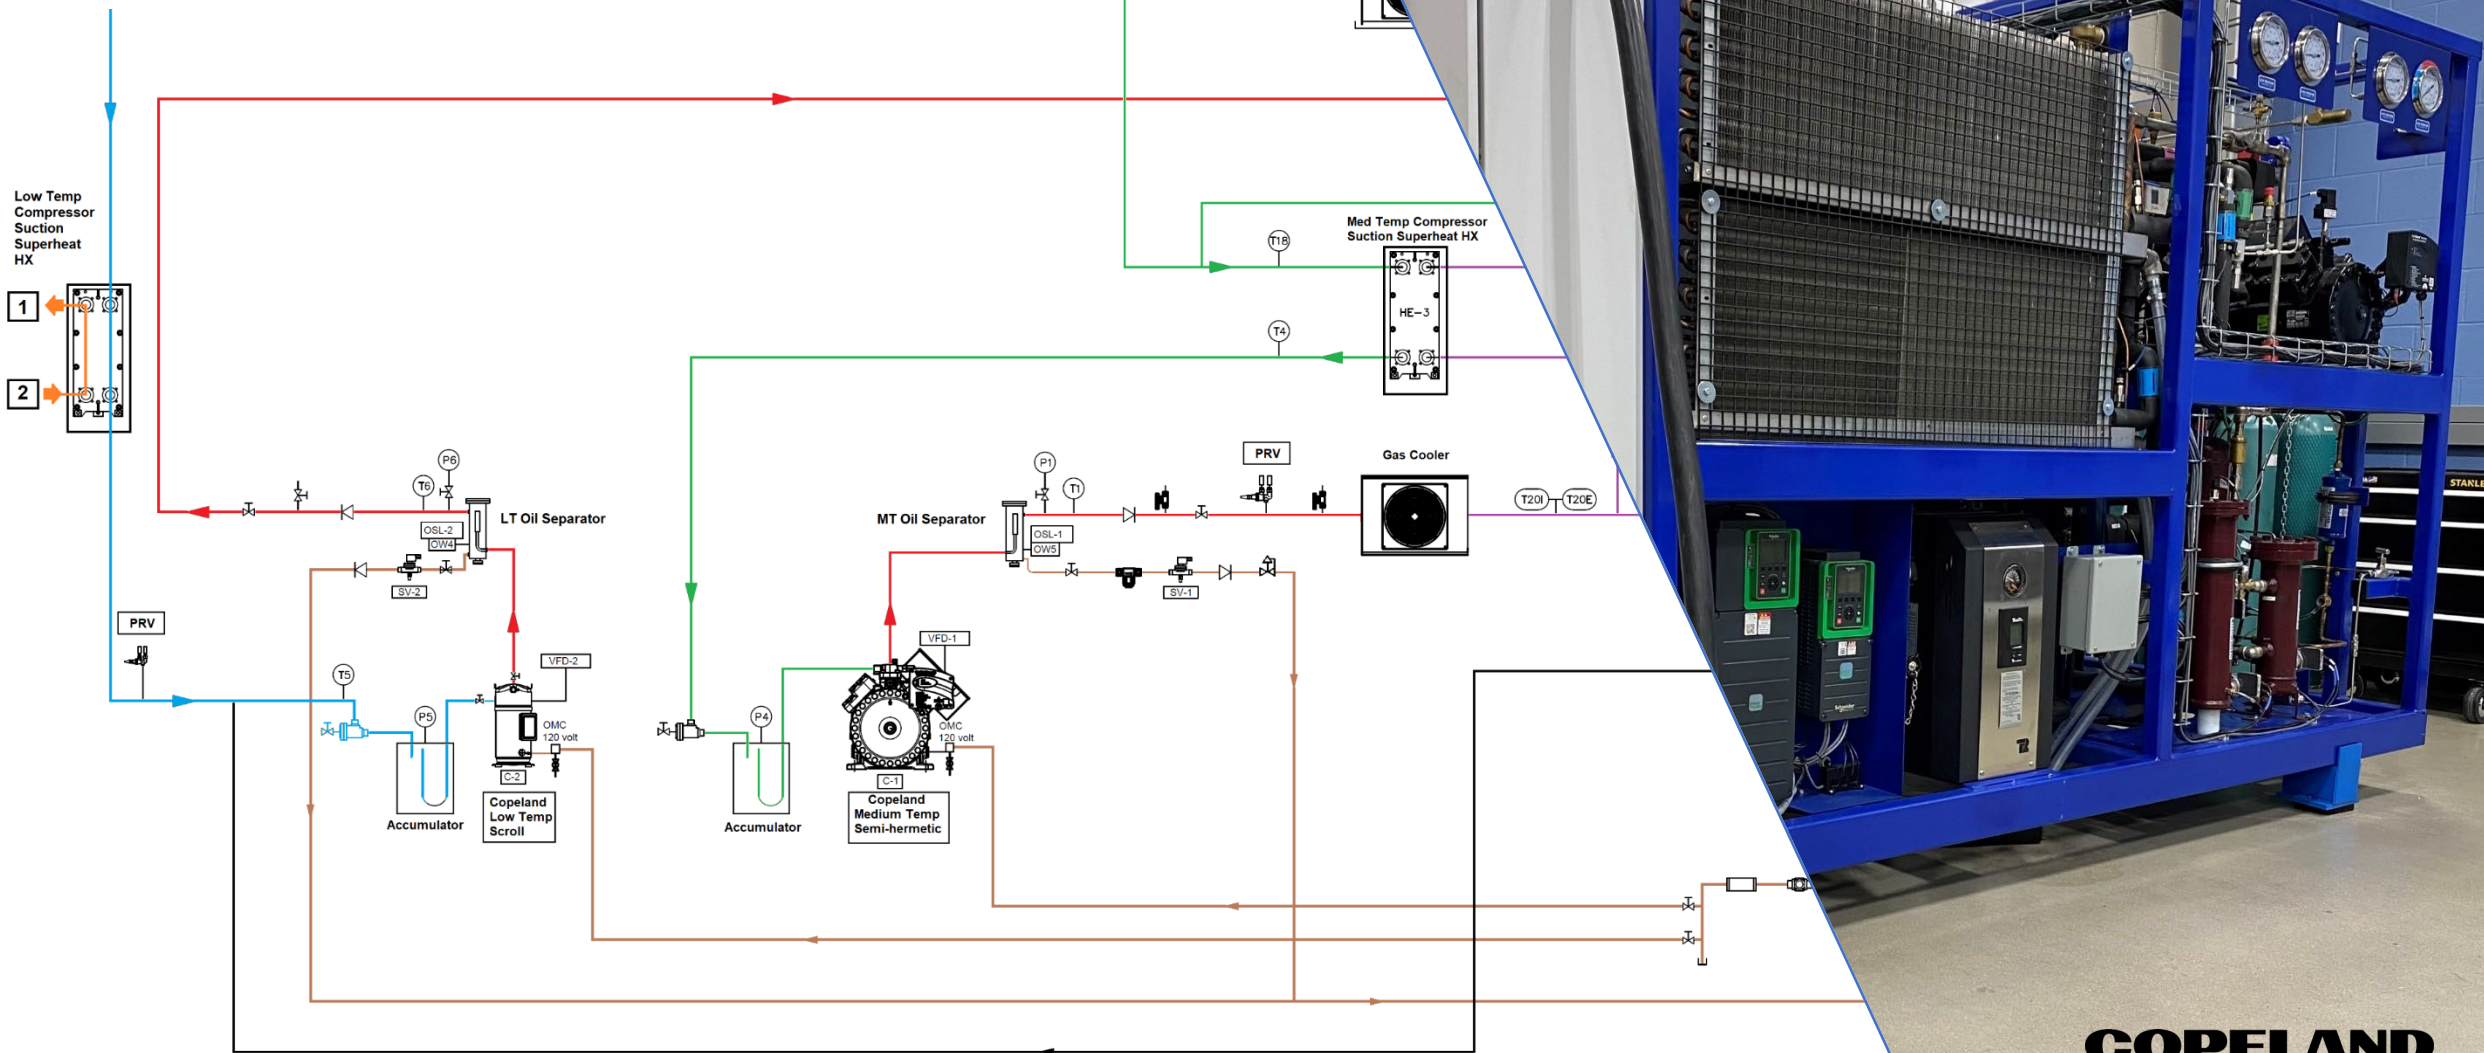 Low Temp
Compressor
Suction
Superheat
HX
1
2
T18
Med Temp Compressor
Suction Superheat HX
HE-3
T4
P6
T6
LT Oil Separator
OSL-2
OW4
SV-2
P1
T1
MT Oil Separator
OSL-1
OW5
SV-1
PRV
Gas Cooler
T20I
T20E
PRV
T5
P5
VFD-2
OMC
120 volt
C-2
Accumulator
Copeland
Low Temp
Scroll
P4
VFD-1
OMC
120 volt
C-1
Accumulator
Copeland
Medium Temp
Semi-hermetic
STANLE
Schneider
COPELAND